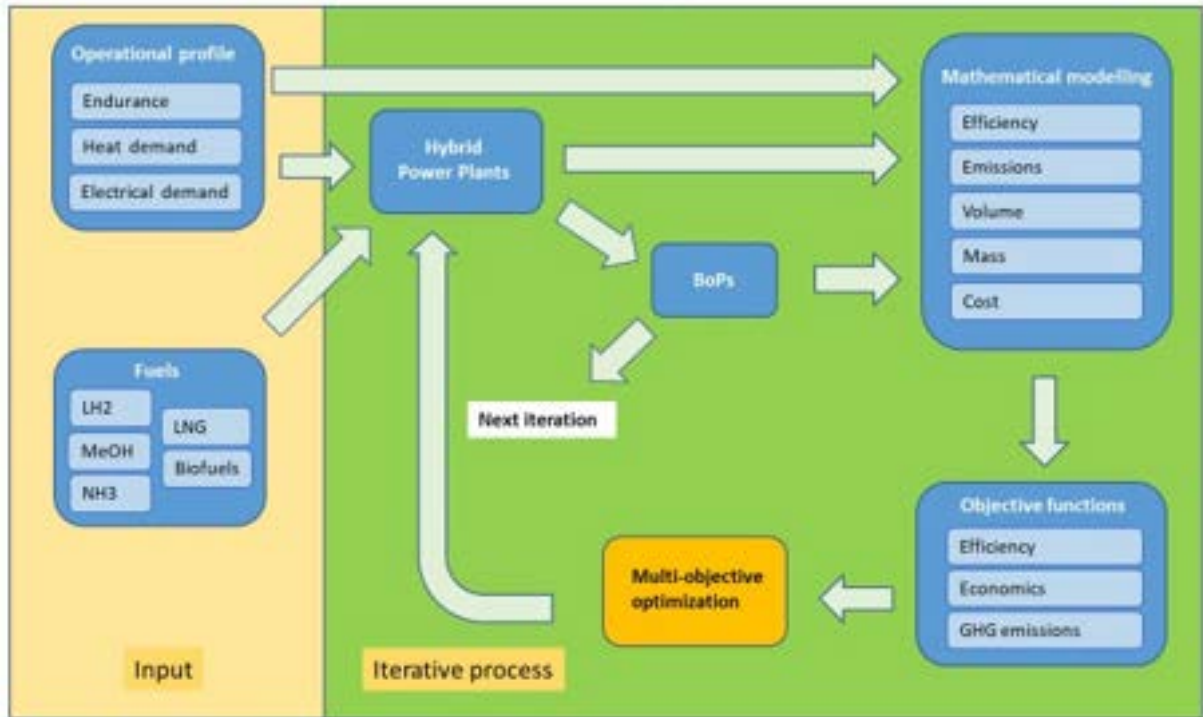 Operational profile
Endurance
Heat demand
Electrical demand
Fuels
LH2
MeOH
NH3
LNG
Biofuels
Input
Hybrid
Power Plants
BoPs
Next iteration
Mathematical modelling
Efficiency
Emissions
Volume
Mass
Cost
Objective functions
Efficiency
Economics
GHG emissions
Multi-objective
optimization
Iterative process